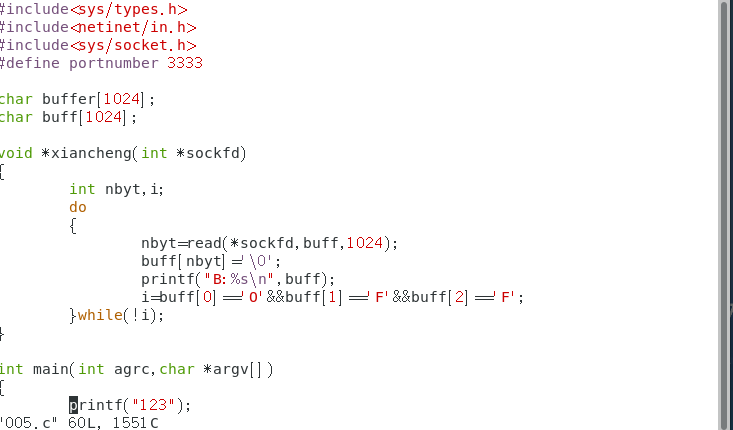 #include<sys/types.h>
#include<netinet/in.h>
#include<sys/socket.h>
#define portnumber 3333
char buffer[1024];
char buff[1024];
void *xiancheng(int *sockfd)
{
int nbyt,i;
do
{
nbyt=read(*sockfd,buff,1024);
buff[nbyt]='\0';
printf("B:%s\n",buff);
i=buff[0]=='O'&&buff[1]=='F'&&buff[2]=='F';
}while(!i);
}
int main(int agrc,char *argv[])
{
printf("123");
"005.c" 60L, 1551C